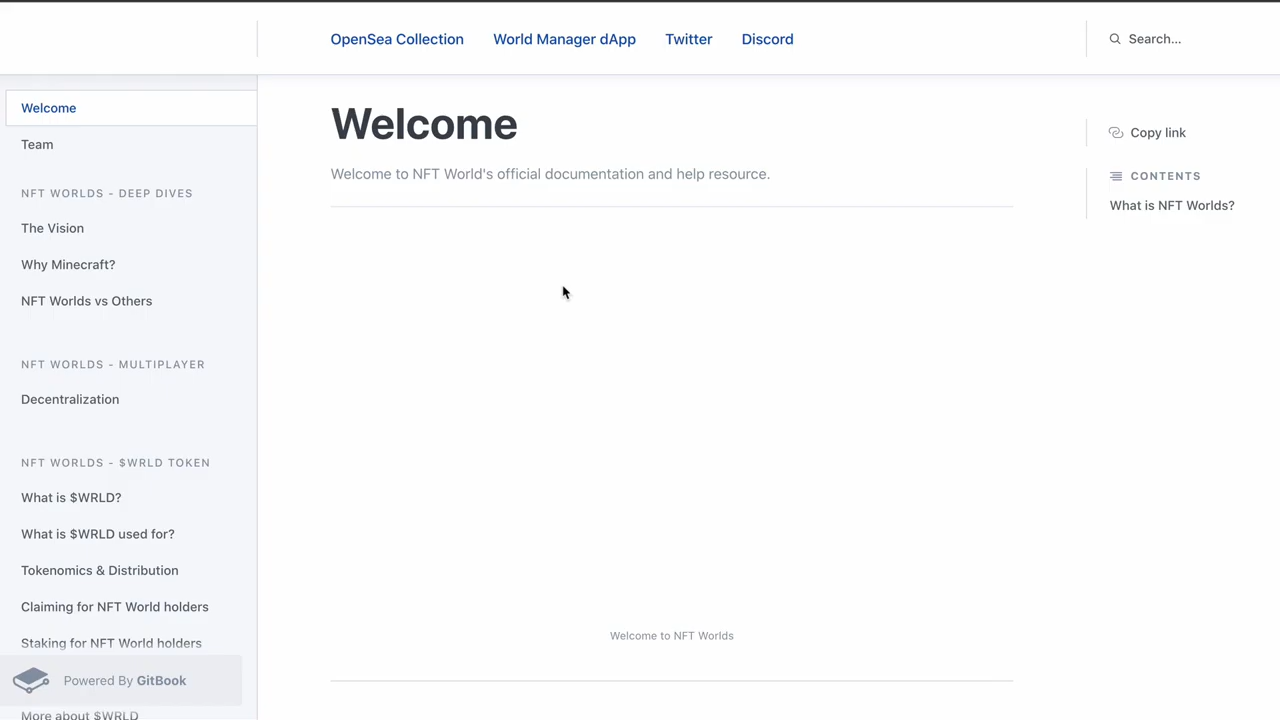 OpenSea Collection
World Manager dApp
Twitter
Discord
Search...
Welcome
Team
NFT WORLDS - DEEP DIVES
The Vision
Why Minecraft?
NFT Worlds vs Others
NFT WORLDS - MULTIPLAYER
Decentralization
NFT WORLDS - $WRLD TOKEN
What is $WRLD?
What is $WRLD used for?
Tokenomics & Distribution
Claiming for NFT World holders
Staking for NFT World holders
Powered By GitBook
More about $WRLD
Welcome
Welcome to NFT World's official documentation and help resource.
Welcome to NFT Worlds
Copy link
CONTENTS
What is NFT Worlds?